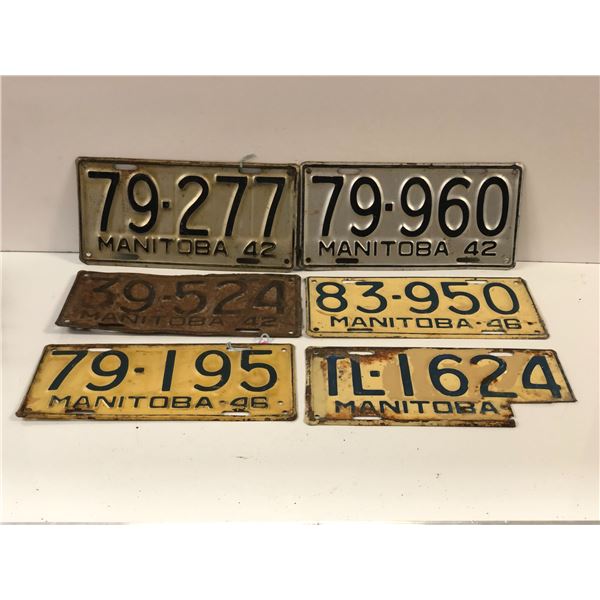 79-277
MANITOBA 42
79-960
MANITOBA 42
39-524
MANITOBA 42
83-950
MANITOBA-46
79-195
MANITOBA-46
TL-1624
MANITOBA